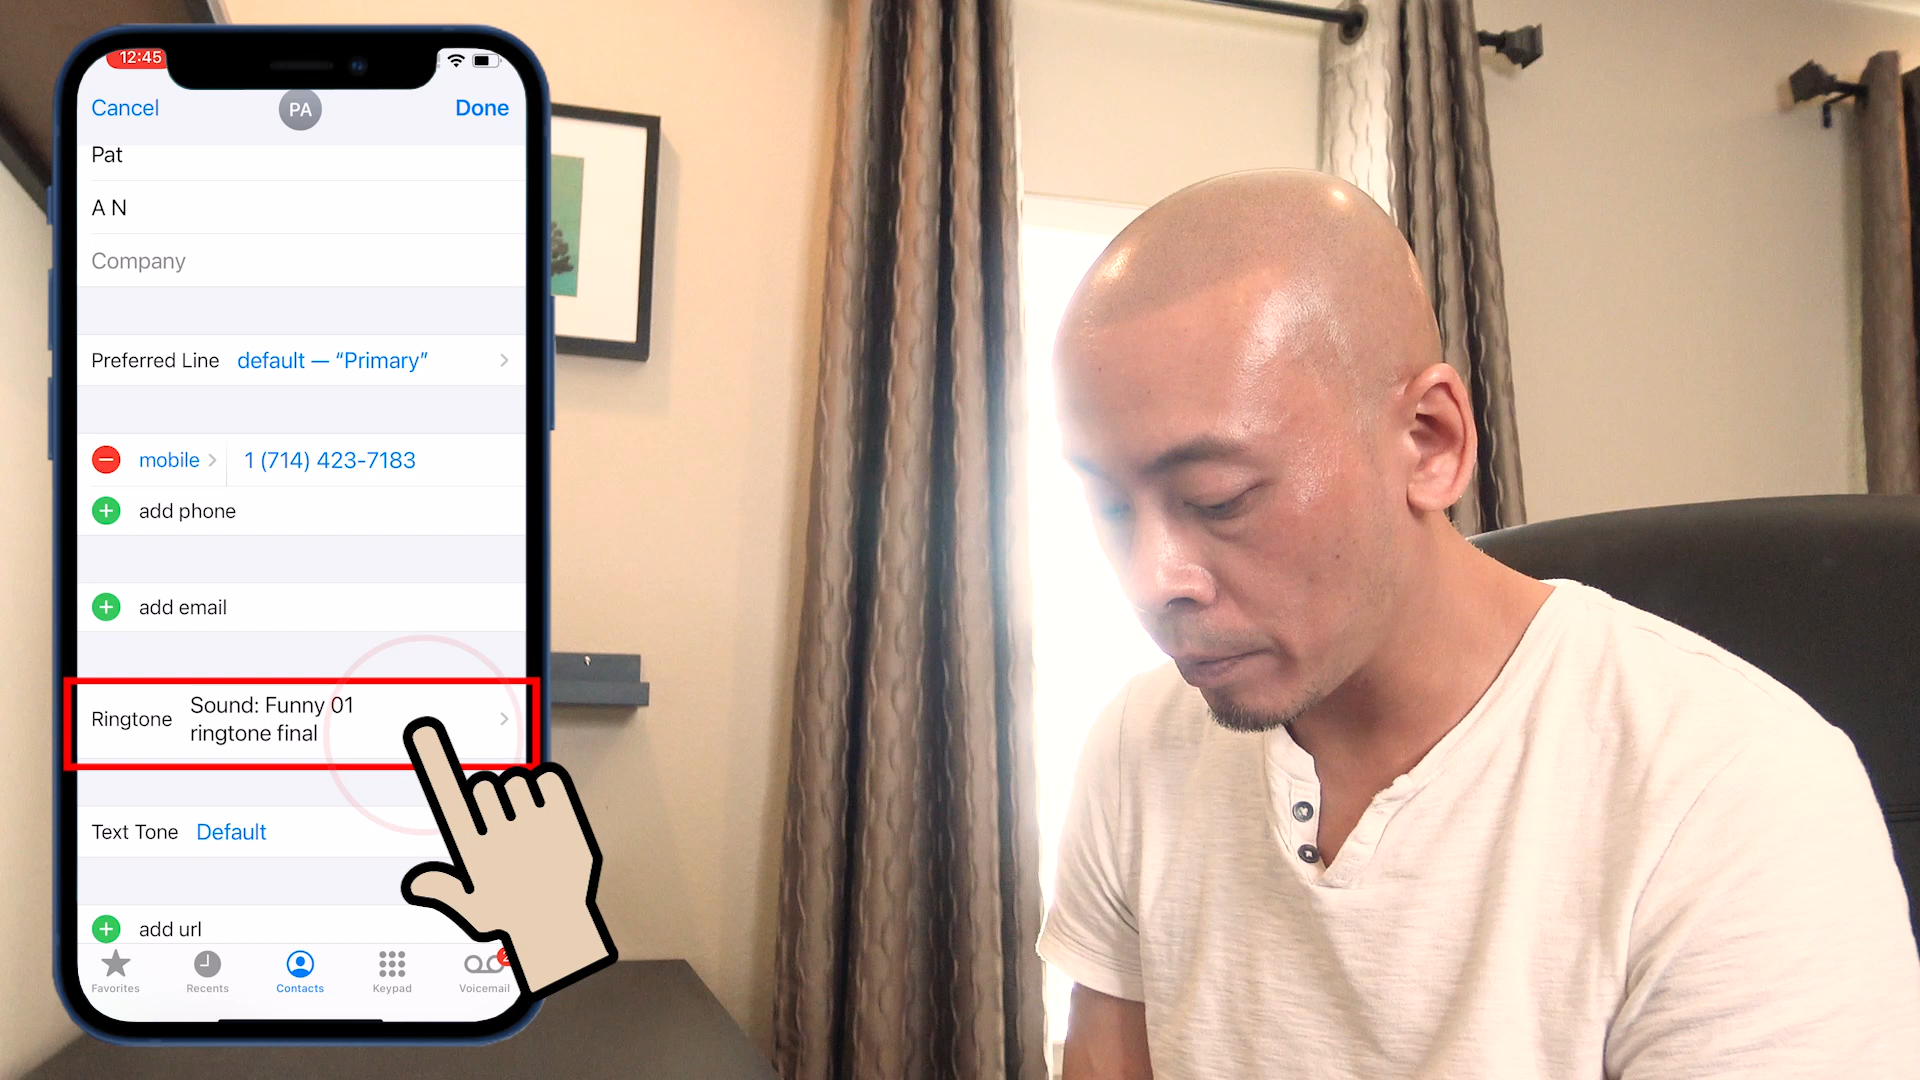 12:45
Cancel
PA
Done
Pat
A N
Company
Preferred Line default — “Primary”
mobile 1 (714) 423-7183
add phone
add email
Ringtone Sound: Funny 01
ringtone final
Text Tone Default
add url
2
Favorites Recents Contacts Keypad Voicemail